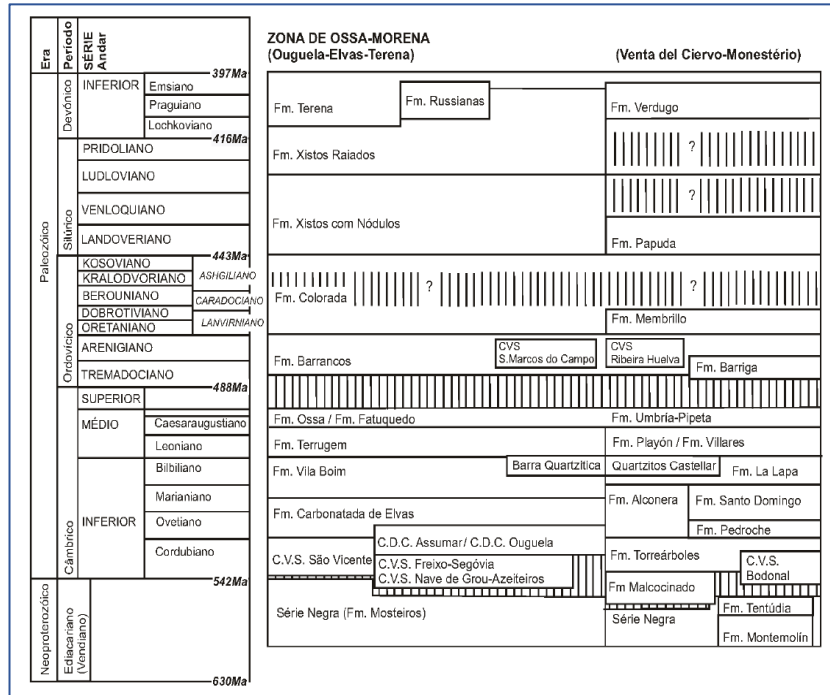 Era
Período
SÉRIE
Andar
ZONA DE OSSA-MORENA
(Ouguela-Elvas-Terena)
(Venta del Ciervo-Monestério)
397Ma
Paleozóico
Devónico
INFERIOR
Emsiano
Praguiano
Lochkoviano
416Ma
Fm. Terena
Fm. Russianas
Fm. Verdugo
Silúrico
PRIDOLIANO
LUDLOVIANO
VENLOQUIANO
LANDOVERIANO
443Ma
Fm. Xistos Raiados
?
Fm. Xistos com Nódulos
?
Fm. Papuda
Ordovícico
KOSOVIANO
KRALODVORIANO
BEROUNIANO
DOBROTIVIANO
ORETANIANO
ASHGILIANO
CARADOCIANO
LANVIRNIANO
ARENIGIANO
TREMADOCIANO
488Ma
Fm. Colorada
?
?
Fm. Membrillo
Fm. Barrancos
CVS
S.Marcos do Campo
CVS
Ribeira Huelva
Fm. Barriga
Câmbrico
SUPERIOR
MÉDIO
Caesaraugustiano
Leoniano
INFERIOR
Bilbiliano
Marianiano
Ovetiano
Cordubiano
542Ma
Fm. Ossa / Fm. Fatuquedo
Fm. Umbría-Pipeta
Fm. Terrugem
Fm. Playón / Fm. Villares
Fm. Vila Boim
Barra Quartzítica
Quartzitos Castellar
Fm. La Lapa
Fm. Carbonatada de Elvas
Fm. Alconera
Fm. Santo Domingo
Fm. Pedroche
C.V.S. São Vicente
C.D.C. Assumar/ C.D.C. Ouguela
C.V.S. Freixo-Segóvia
C.V.S. Nave de Grou-Azeiteiros
Fm. Torreárboles
C.V.S.
Bodonal
Fm Malcocinado
Neoproterozóico
Ediacariano
(Vendiano)
630Ma
Série Negra (Fm. Mosteiros)
Série Negra
Fm. Tentúdia
Fm. Montemolín